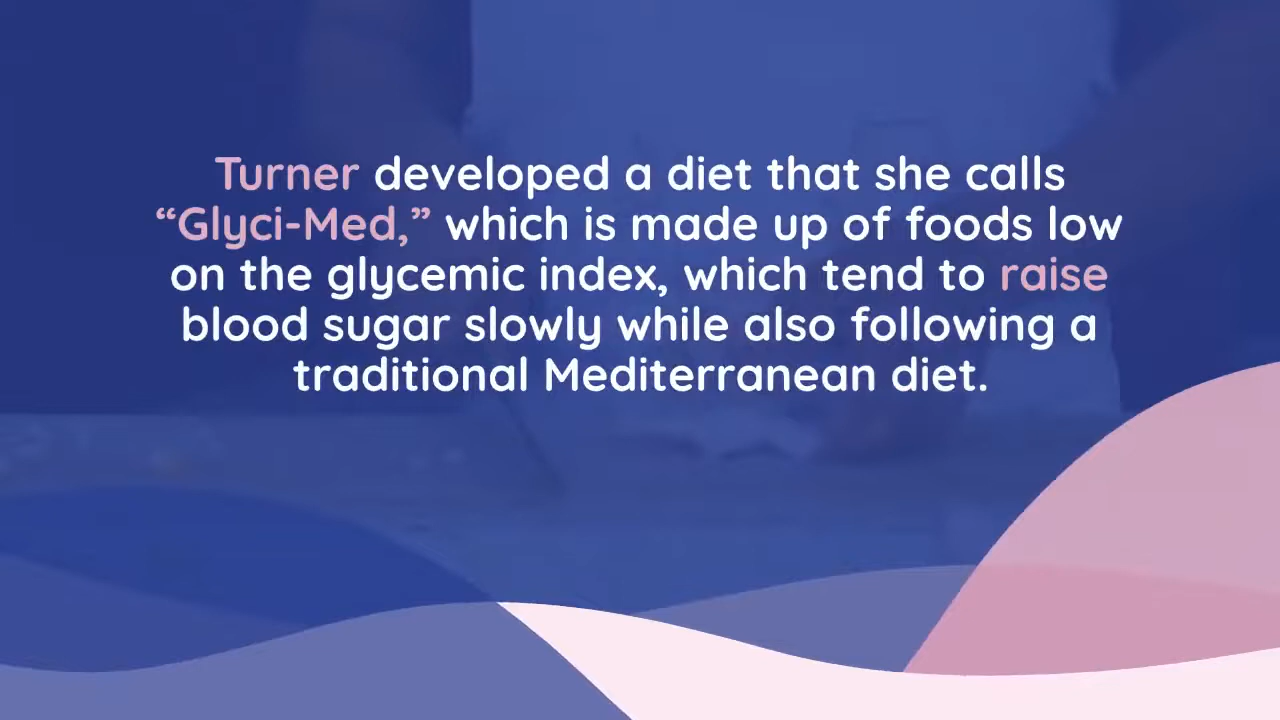 Turner developed a diet that she calls
“Glyci-Med,” which is made up of foods low
on the glycemic index, which tend to raise
blood sugar slowly while also following a
traditional Mediterranean diet.